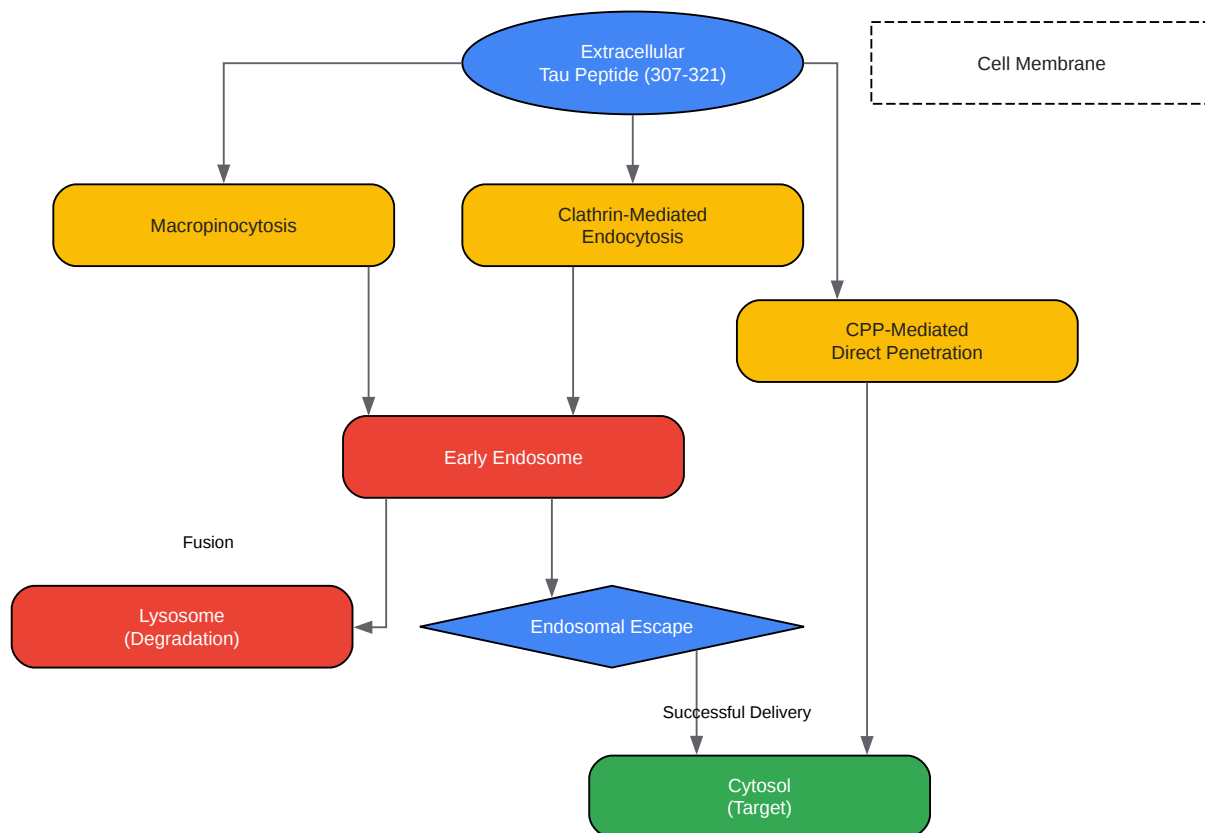 Extracellular
Tau Peptide (307-321)
Cell Membrane
Macropinocytosis
Clathrin-Mediated
Endocytosis
CPP-Mediated
Direct Penetration
Early Endosome
Fusion
Lysosome
(Degradation)
Endosomal Escape
Successful Delivery
Cytosol
(Target)